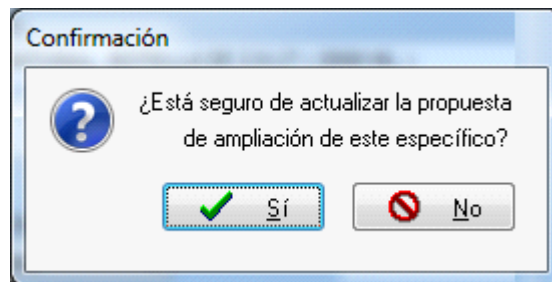 Confirmación
¿Está seguro de actualizar la propuesta
de ampliación de este específico?
Sí
No